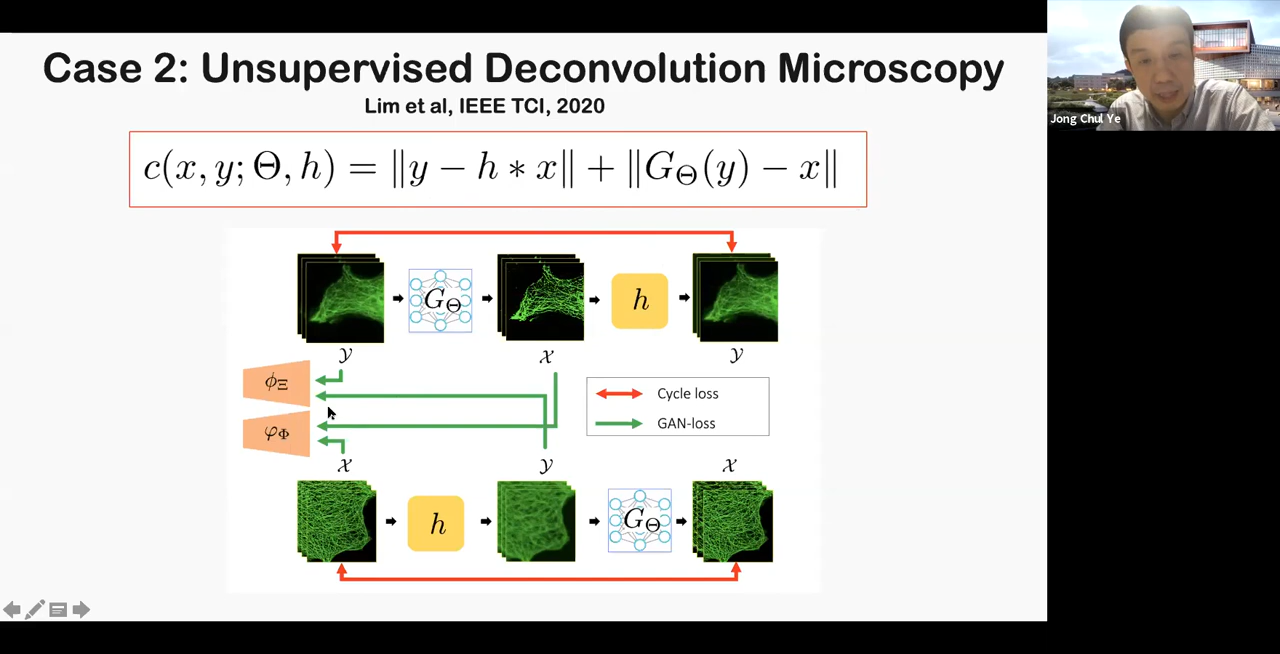 Case 2: Unsupervised Deconvolution Microscopy
Lim et al, IEEE TCI, 2020
c(x, y; Θ, h) = ‖y − h ∗ x‖ + ‖G_Θ(y) − x‖
Jong Chul Ye
G_Θ
h
𝒴 𝒳 𝒴
ϕ_Ξ
Cycle loss
GAN-loss
φ_Φ
𝒳 𝒴 𝒳
h
G_Θ